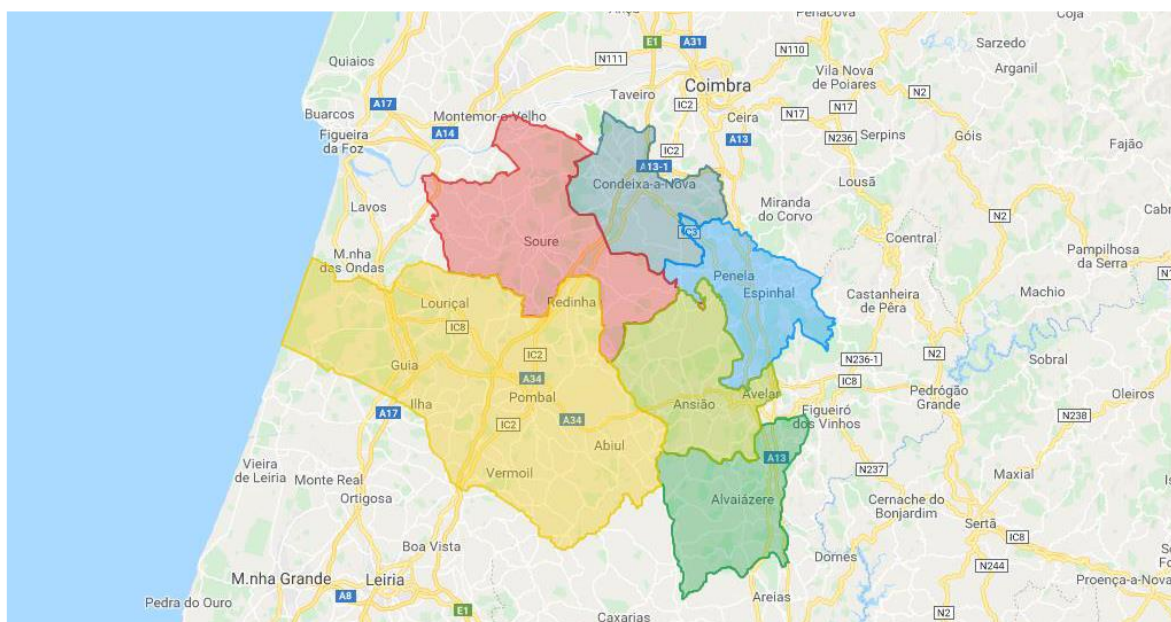 Ançã
Penacova
Coja
Quiaios
E1
A31
N110
Sarzedo
N111
Coimbra
Vila Nova
de Poiares
N2
Arganil
Taveiro
IC2
A17
Buarcos
Montemor-o-Velho
Ceira
N17
N17
Figueira
da Foz
A14
A13
Serpins
Góis
N236
Fajão
IC2
A13-1
Condeixa-a-Nova
Lousã
Lavos
Miranda
do Corvo
N2
Cabr
Soure
IC3
Coentral
Pampilhosa
da Serra
M.nha
das Ondas
Penela
Espinhal
N1
Louriçal
Redinha
Castanheira
de Pêra
Machio
IC8
Guia
IC2
N236-1
N2
Sobral
A34
Pombal
Ansião
Avelar
IC8
Pedrógão
Grande
Oleiros
Ilha
A17
A34
Figueiró
dos Vinhos
N238
IC2
Abiul
A13
Vieira
de Leiria
Monte Real
Vermoil
N237
Maxial
Ortigosa
Alvaiázere
Cernache do
Bonjardim
Is
Sertã
Boa Vista
Dornes
IC8
M.nha Grande
Leiria
N244
Proença-a-Nova
A8
Pedra do Ouro
E1
Areias
N2
Caxarias